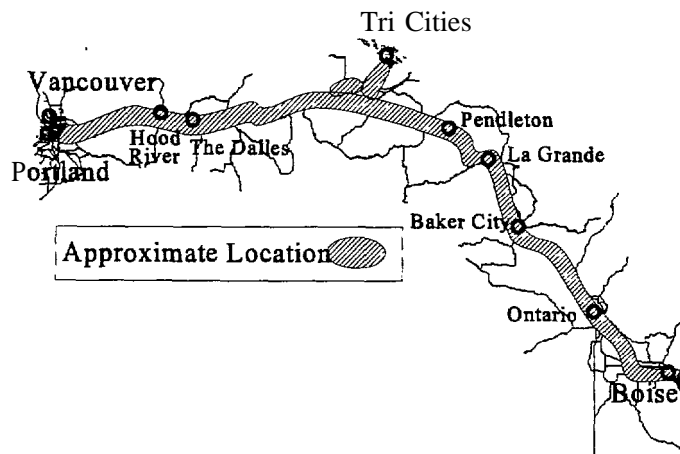 Tri Cities
Vancouver
Pendleton
Hood
River
The Dalles
La Grande
Portland
Baker City
Approximate Location
Ontario
Boise